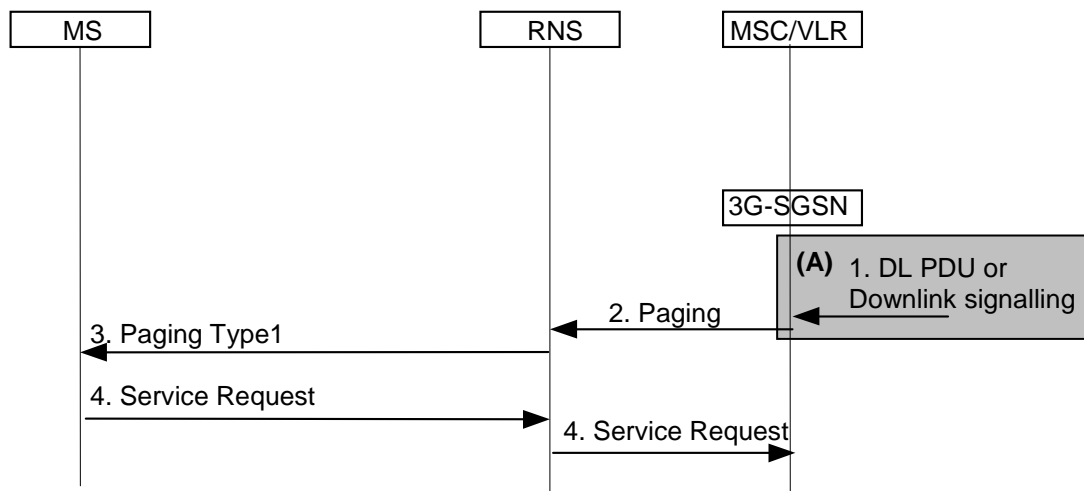 MS
RNS
MSC/VLR
3G-SGSN
(A) 1. DL PDU or
Downlink signalling
2. Paging
3. Paging Type1
4. Service Request
4. Service Request